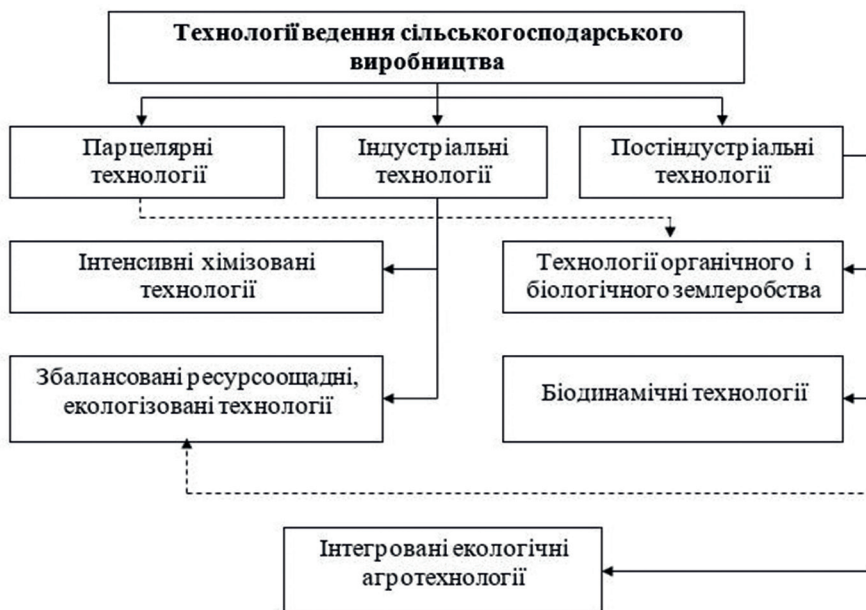 Технології ведення сільськогосподарського
виробництва
Парцелярні
технології
Індустріальні
технології
Постіндустріальні
технології
Інтенсивні хімізовані
технології
Технології органічного і
біологічного землеробства
Збалансовані ресурсоощадні,
екологізовані технології
Біодинамічні технології
Інтегровані екологічні
агротехнології